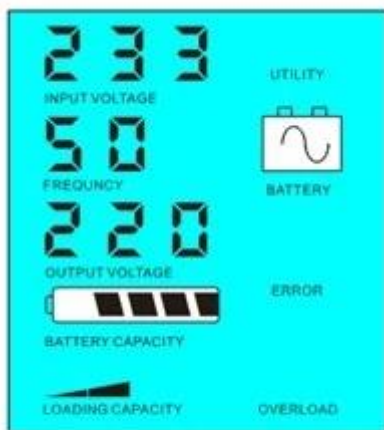 233
INPUT VOLTAGE
UTILITY
50
FREQUNCY
BATTERY
220
OUTPUT VOLTAGE
ERROR
BATTERY CAPACITY
LOADING CAPACITY
OVERLOAD